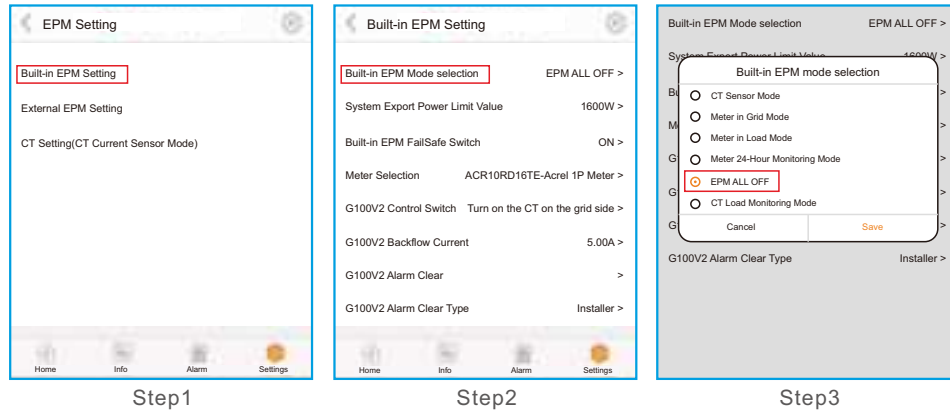 EPM Setting
Built-in EPM Setting
External EPM Setting
CT Setting(CT Current Sensor Mode)
Home Info Alarm Settings
Step1
Built-in EPM Setting
Built-in EPM Mode selection EPM ALL OFF >
System Export Power Limit Value 1600W >
Built-in EPM FailSafe Switch ON >
Meter Selection ACR10RD16TE-Acrel 1P Meter >
G100V2 Control Switch Turn on the CT on the grid side >
G100V2 Backflow Current 5.00A >
G100V2 Alarm Clear >
G100V2 Alarm Clear Type Installer >
Home Info Alarm Settings
Step2
Built-in EPM Mode selection EPM ALL OFF >
System Export Power Limit Value 1600W >
Built-in EPM mode selection
CT Sensor Mode
Meter in Grid Mode
Meter in Load Mode
Meter 24-Hour Monitoring Mode
EPM ALL OFF
CT Load Monitoring Mode
Cancel Save
G100V2 Alarm Clear Type Installer >
Step3